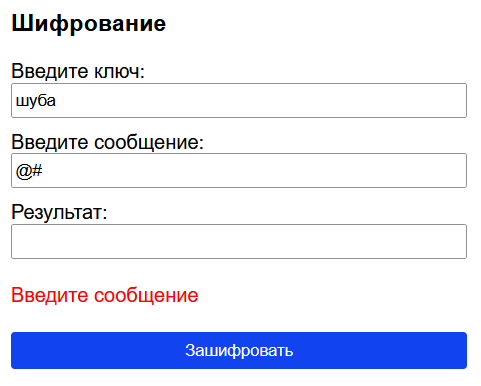 Шифрование
Введите ключ:
шуба
Введите сообщение:
@#
Результат:
Введите сообщение
Зашифровать